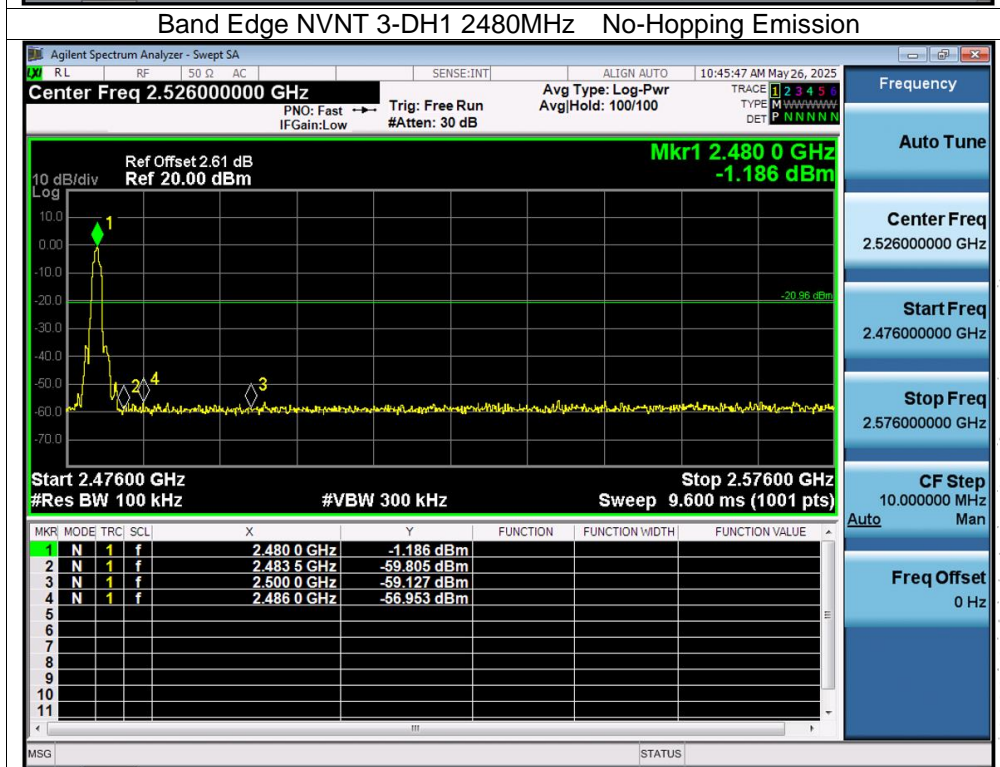 Band Edge NVNT 3-DH1 2480MHz No-Hopping Emission
Agilent Spectrum Analyzer - Swept SA
LXI RL RF 50 Ω AC SENSE:INT ALIGN AUTO 10:45:47 AM May 26, 2025
Center Freq 2.526000000 GHz
PNO: Fast
IFGain:Low
Trig: Free Run
#Atten: 30 dB
Avg Type: Log-Pwr
Avg|Hold: 100/100
TRACE 1 2 3 4 5 6
TYPE M WWWWW
DET P N N N N N
Mkr1 2.480 0 GHz
-1.186 dBm
Ref Offset 2.61 dB
10 dB/div Ref 20.00 dBm
Log
10.0
0.00
-10.0
-20.0
-30.0
-40.0
-50.0
-60.0
-70.0
1
2
4
3
-20.96 dBm
Start 2.47600 GHz Stop 2.57600 GHz
#Res BW 100 kHz #VBW 300 kHz Sweep 9.600 ms (1001 pts)
MKR MODE TRC SCL X Y FUNCTION FUNCTION WIDTH FUNCTION VALUE
1 N 1 f 2.480 0 GHz -1.186 dBm
2 N 1 f 2.483 5 GHz -59.805 dBm
3 N 1 f 2.500 0 GHz -59.127 dBm
4 N 1 f 2.486 0 GHz -56.953 dBm
5
6
7
8
9
10
11
MSG STATUS
Frequency
Auto Tune
Center Freq
2.526000000 GHz
Start Freq
2.476000000 GHz
Stop Freq
2.576000000 GHz
CF Step
10.000000 MHz
Auto Man
Freq Offset
0 Hz